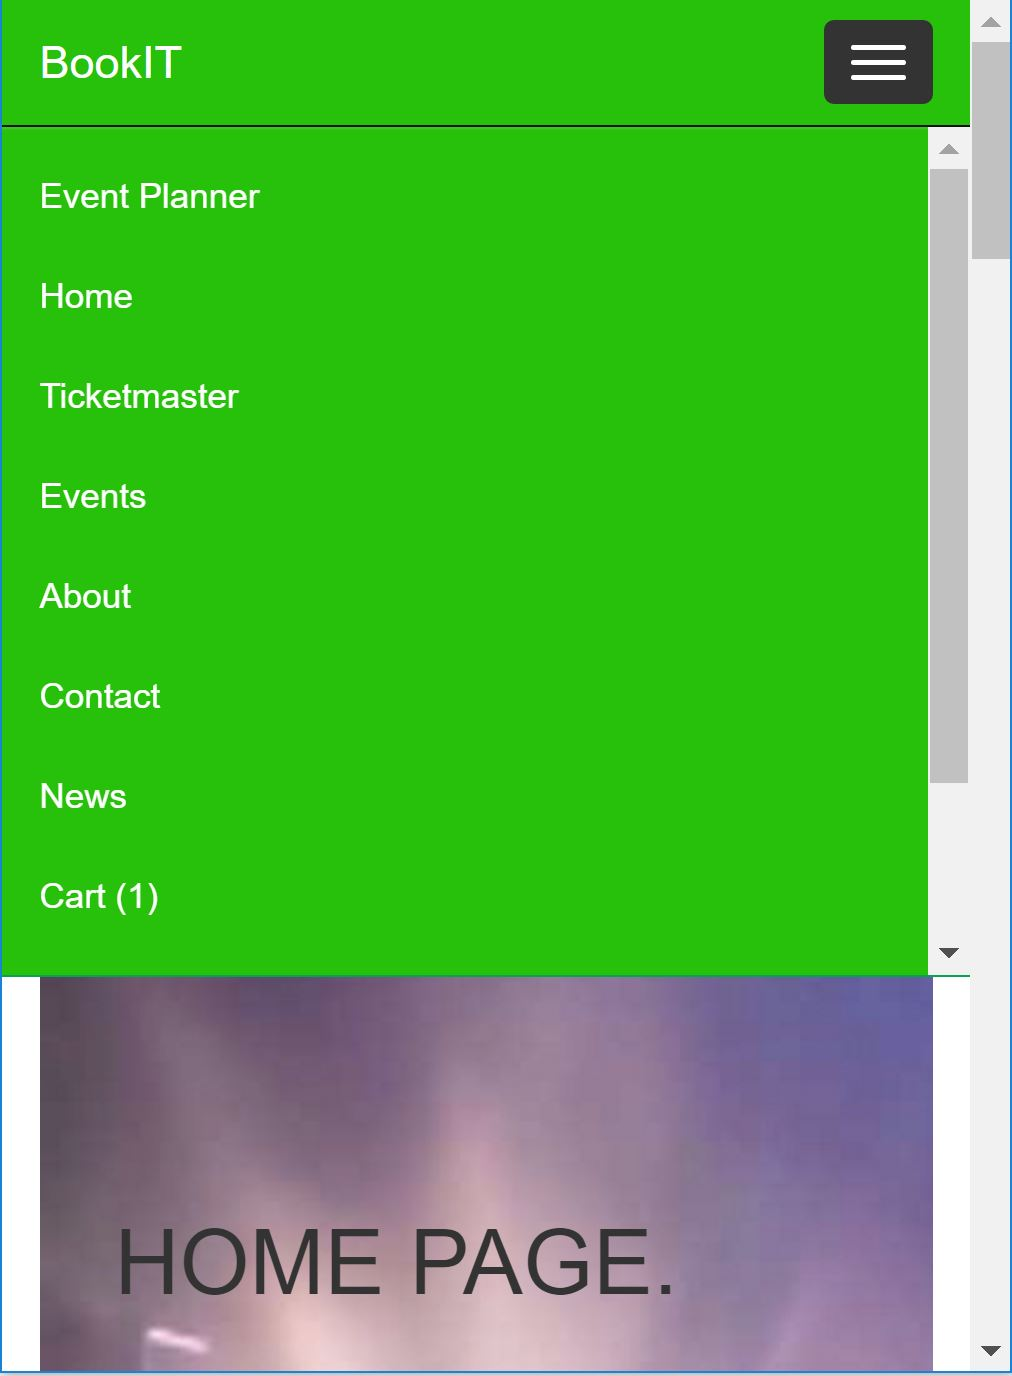 BookIT
Event Planner
Home
Ticketmaster
Events
About
Contact
News
Cart (1)
HOME PAGE.